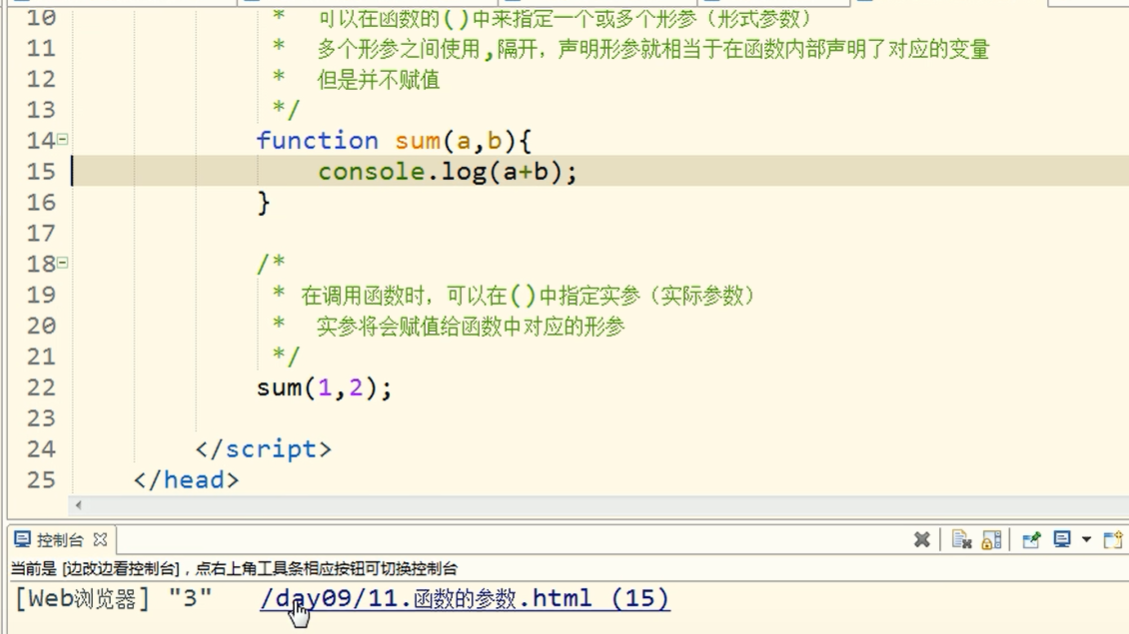 10 * 可以在函数的()中来指定一个或多个形参（形式参数）
11 * 多个形参之间使用,隔开，声明形参就相当于在函数内部声明了对应的变量
12 * 但是并不赋值
13 */
14 function sum(a,b){
15 console.log(a+b);
16 }
17
18 /*
19 * 在调用函数时，可以在()中指定实参（实际参数）
20 * 实参将会赋值给函数中对应的形参
21 */
22 sum(1,2);
23
24 </script>
25 </head>
控制台
当前是 [边改边看控制台]，点右上角工具条相应按钮可切换控制台
[Web浏览器] "3" /day09/11.函数的参数.html (15)